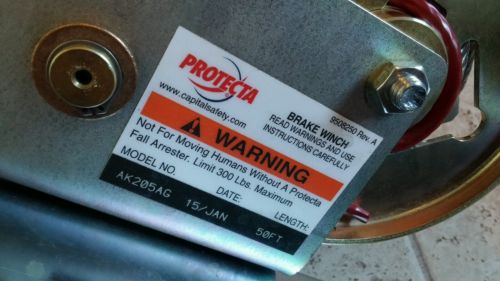 PROTECTA
www.capitalsafety.com
9508250 Rev. A
BRAKE WINCH
READ WARNINGS AND USE
INSTRUCTIONS CAREFULLY
WARNING
Not For Moving Humans Without A Protecta
Fall Arrester. Limit 300 Lbs. Maximum
MODEL NO. DATE: LENGTH:
AK205AG 15/JAN 50FT